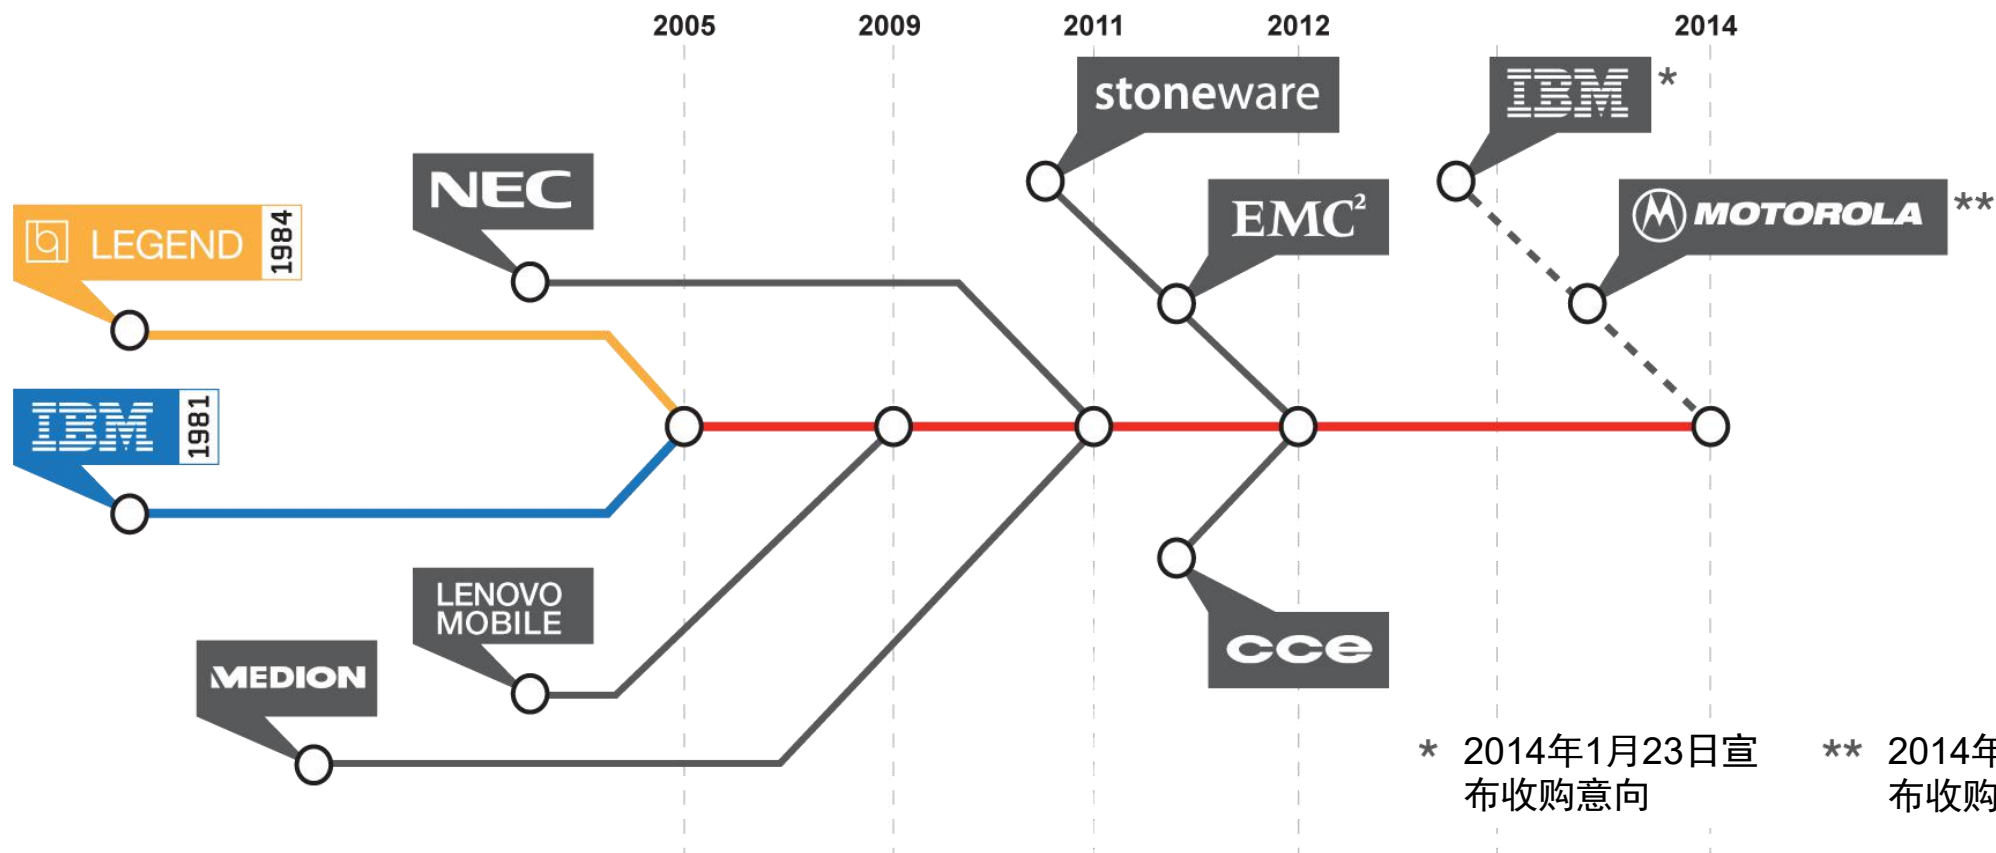 2005
2009
2011
2012
2014
stoneware
IBM *
NEC
EMC²
MOTOROLA **
LEGEND 1984
IBM 1981
LENOVO
MOBILE
cce
MEDION
* 2014年1月23日宣
布收购意向
** 2014年
布收购